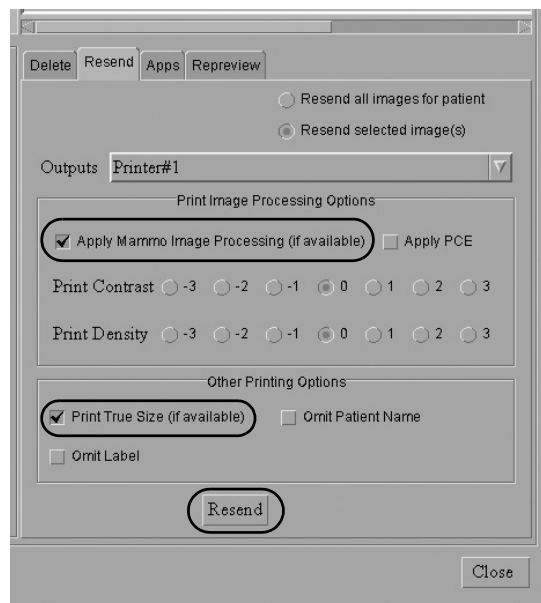 Delete Resend Apps Repreview
Resend all images for patient
Resend selected image(s)
Outputs Printer#1
Print Image Processing Options
Apply Mammo Image Processing (if available) Apply PCE
Print Contrast -3 -2 -1 0 1 2 3
Print Density -3 -2 -1 0 1 2 3
Other Printing Options
Print True Size (if available) Omit Patient Name
Omit Label
Resend
Close